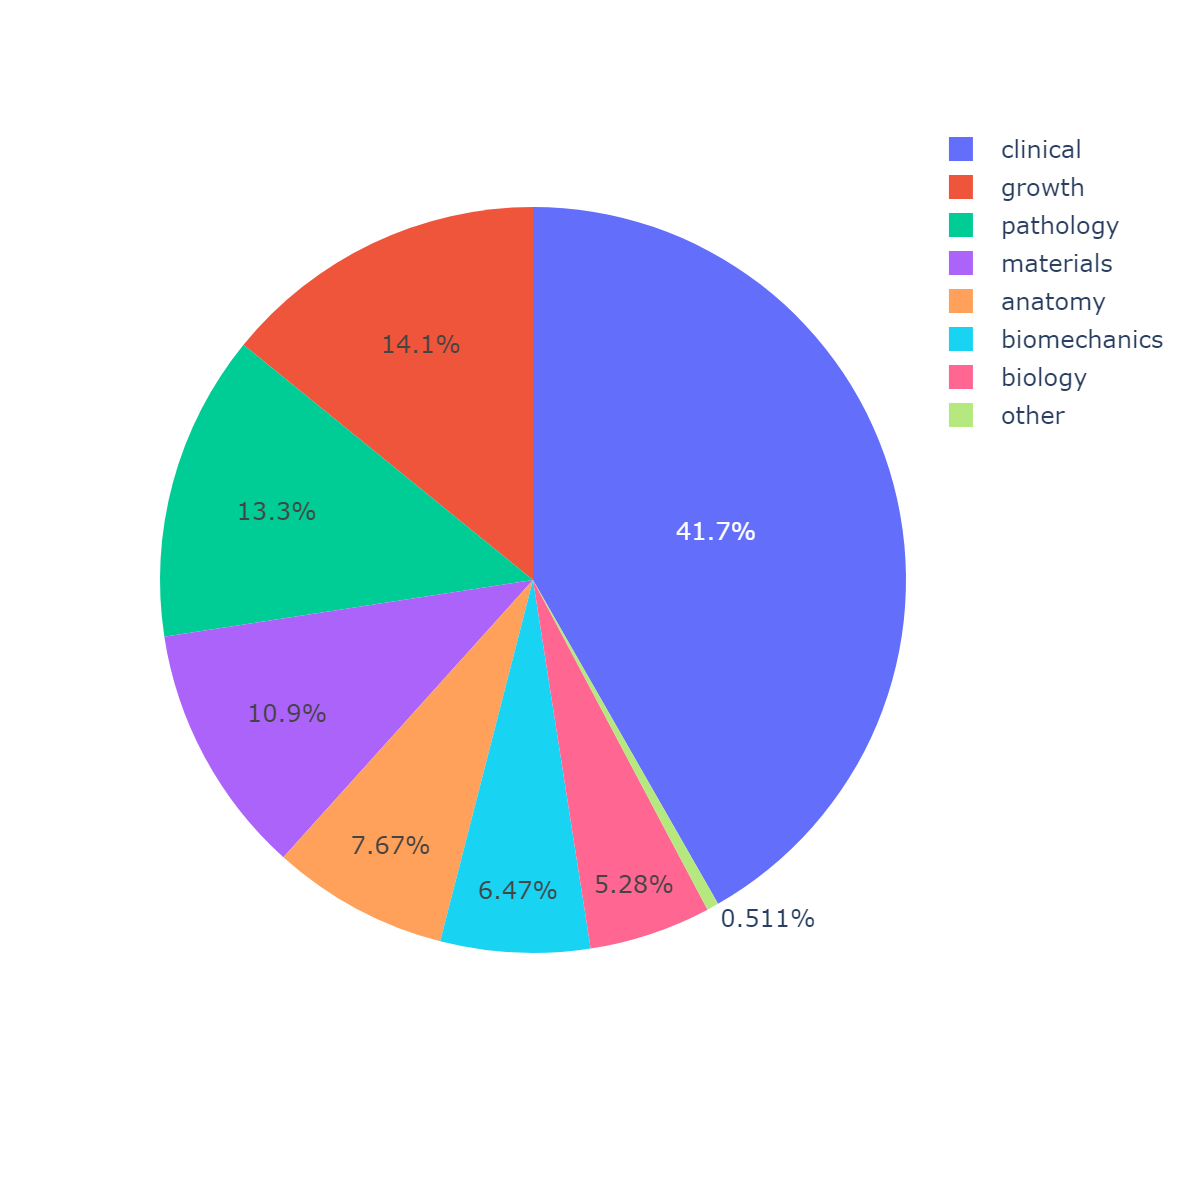 clinical
growth
pathology
materials
anatomy
biomechanics
biology
other
14.1%
13.3%
41.7%
10.9%
7.67%
6.47%
5.28%
0.511%